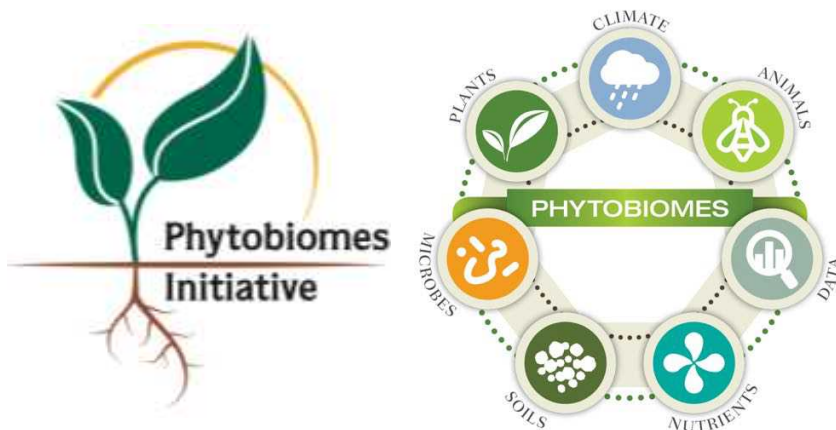 Phytobiomes
Initiative
CLIMATE
ANIMALS
DATA
NUTRIENTS
SOILS
MICROBES
PLANTS
PHYTOBIOMES